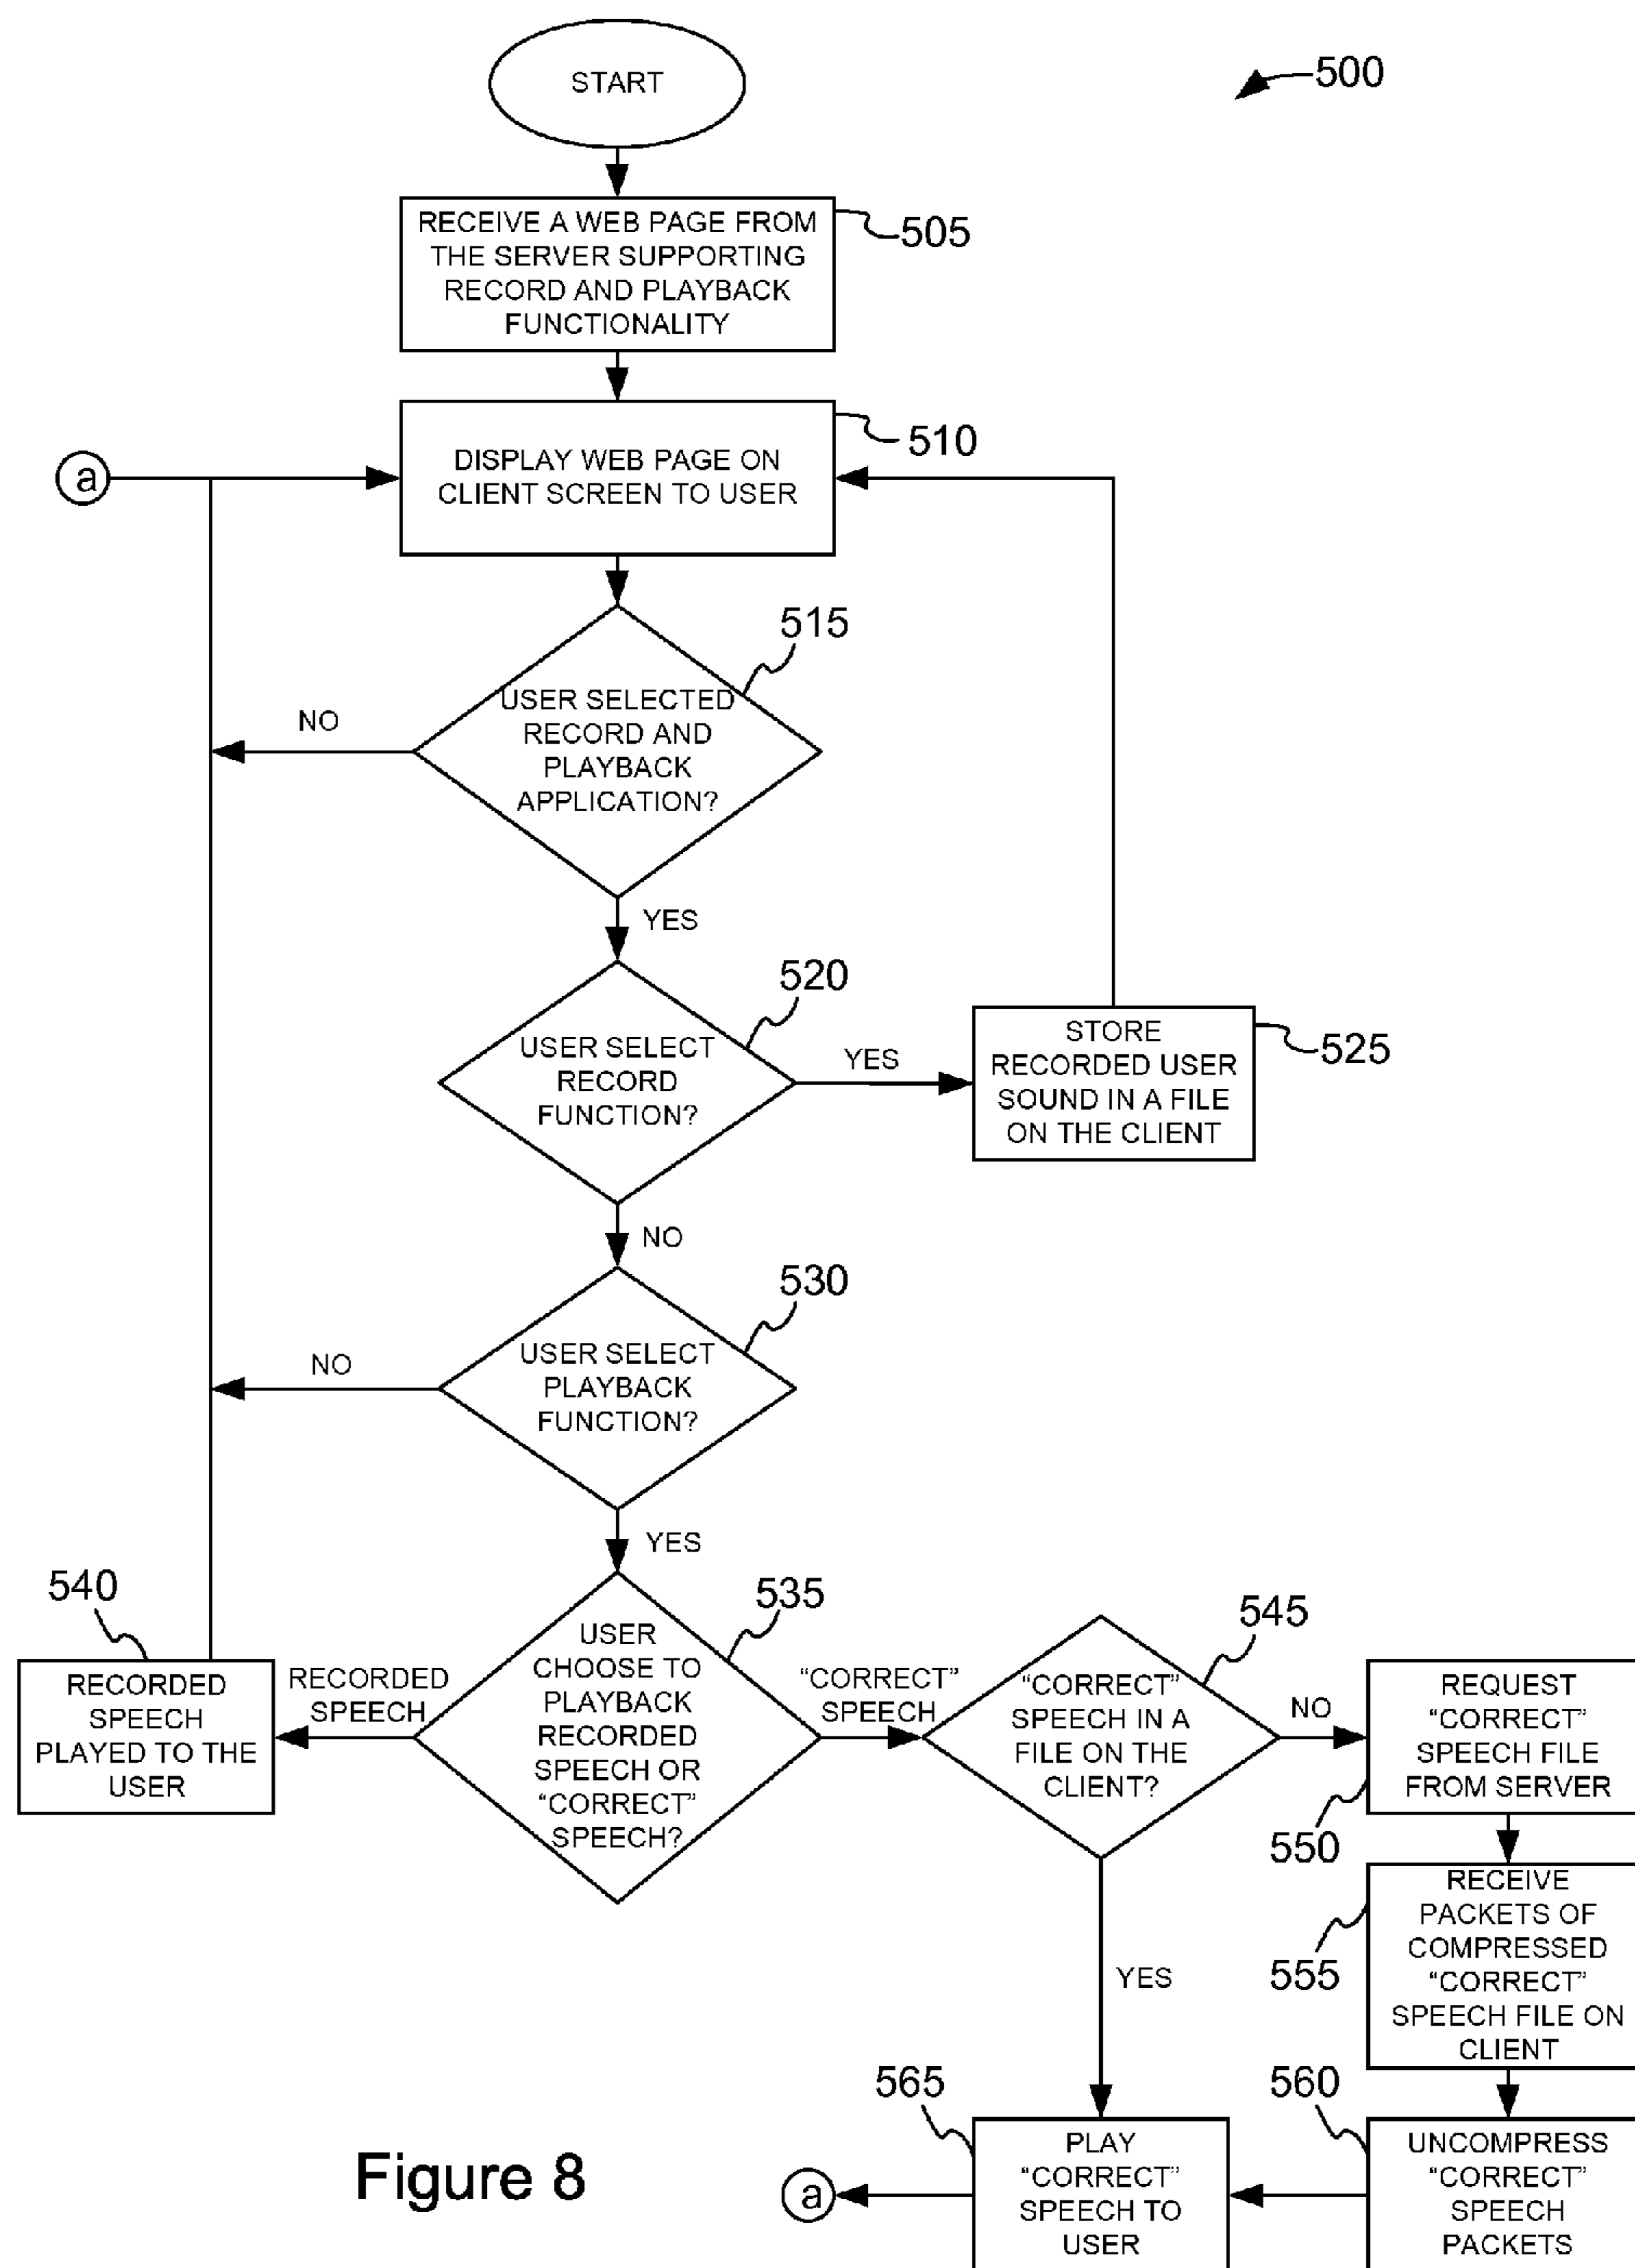 START
500
RECEIVE A WEB PAGE FROM
THE SERVER SUPPORTING
RECORD AND PLAYBACK
FUNCTIONALITY
505
DISPLAY WEB PAGE ON
CLIENT SCREEN TO USER
510
a
515
USER SELECTED
RECORD AND
PLAYBACK
APPLICATION?
NO
YES
520
USER SELECT
RECORD
FUNCTION?
YES
STORE
RECORDED USER
SOUND IN A FILE
ON THE CLIENT
525
NO
530
USER SELECT
PLAYBACK
FUNCTION?
NO
YES
540
RECORDED
SPEECH
PLAYED TO THE
USER
RECORDED
SPEECH
535
USER
CHOOSE TO
PLAYBACK
RECORDED
SPEECH OR
“CORRECT”
SPEECH?
“CORRECT”
SPEECH
545
“CORRECT”
SPEECH IN A
FILE ON THE
CLIENT?
NO
REQUEST
“CORRECT”
SPEECH FILE
FROM SERVER
550
RECEIVE
PACKETS OF
COMPRESSED
“CORRECT”
SPEECH FILE ON
CLIENT
555
YES
565
PLAY
“CORRECT”
SPEECH TO
USER
560
UNCOMPRESS
“CORRECT”
SPEECH
PACKETS
a
Figure 8